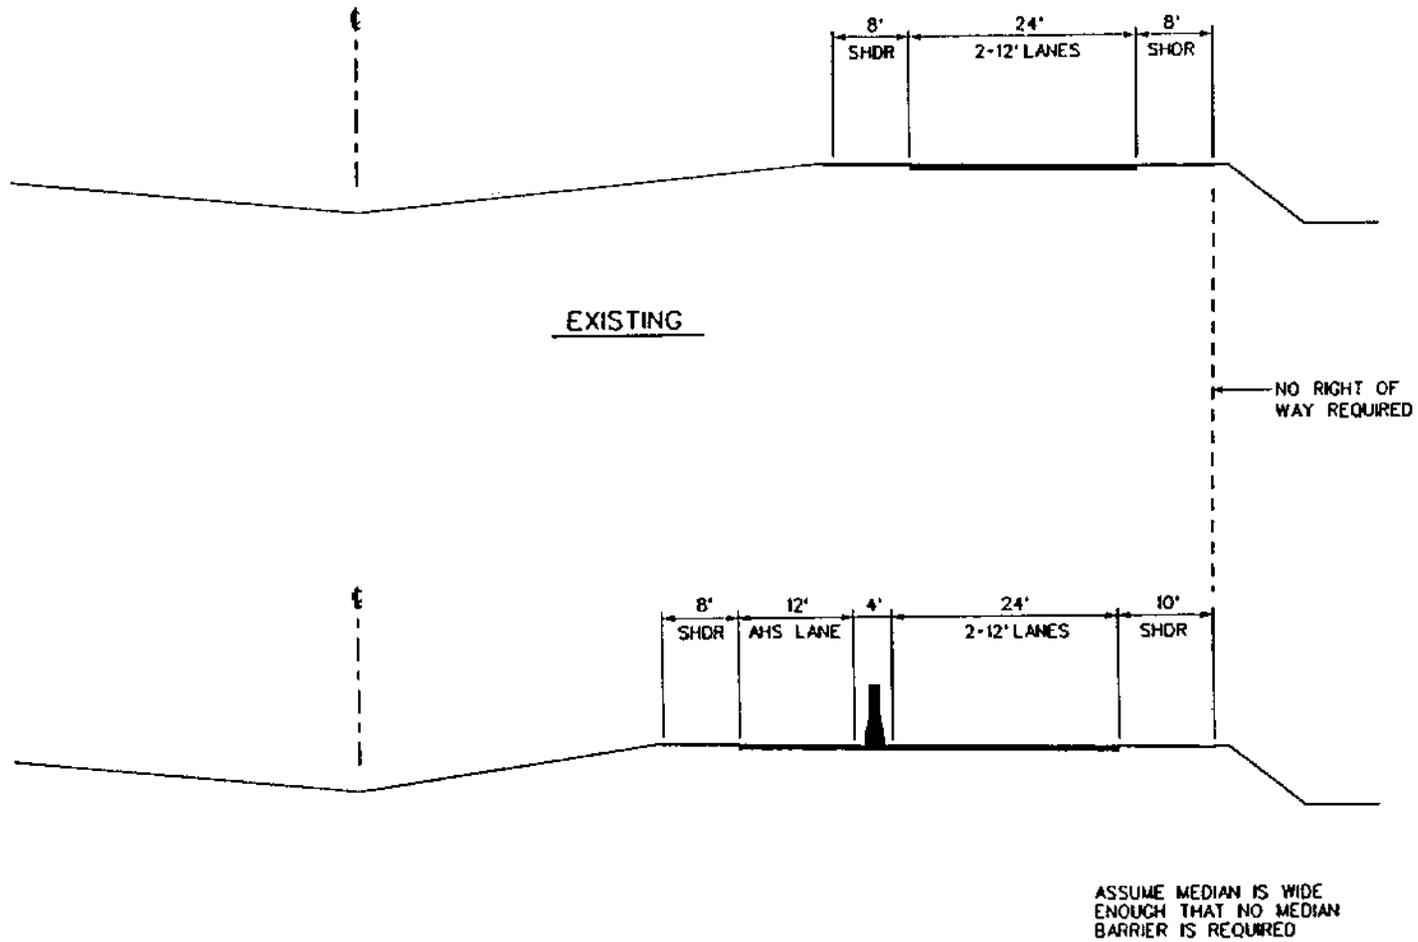 ℄
8' 24' 8'
SHDR 2-12' LANES SHDR
EXISTING
NO RIGHT OF
WAY REQUIRED
℄
8' 12' 4' 24' 10'
SHDR AHS LANE 2-12' LANES SHDR
ASSUME MEDIAN IS WIDE
ENOUGH THAT NO MEDIAN
BARRIER IS REQUIRED